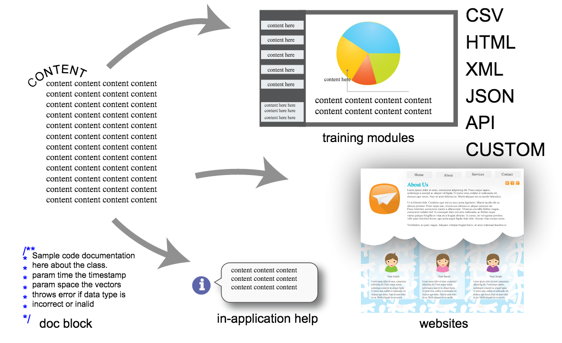 CONTENT
content content content content
content content content content
content content content content
content content content content
content content content content
content content content content
content content content content
content content content content
content content content content
content content content content
content content content content
content content content content
/**
* Sample code documentation
* here about the class.
* param time the timestamp
* param space the vectors
* throws error if data type is
* incorrect or inalid
*/
doc block
content here
content here
content here
content here
content here
content here here
content here here
content here here
content here
content content content content
content content content content
training modules
content content content
content content content
content content content
in-application help
CSV
HTML
XML
JSON
API
CUSTOM
Home
About
Services
Contact
About Us
websites